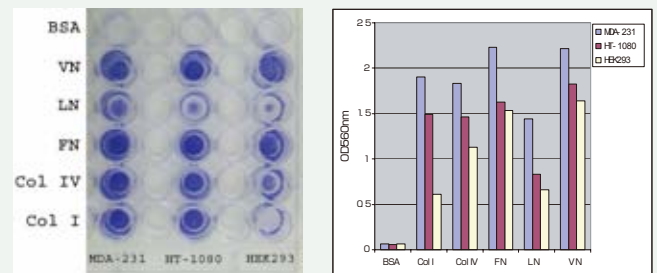 BSA
VN
LN
FN
Col IV
Col I
MDA-231 HT-1080 HEK293
OD560nm
2.5
2
1.5
1
0.5
0
BSA Col I Col IV FN LN VN
MDA-231
HT-1080
HEK293